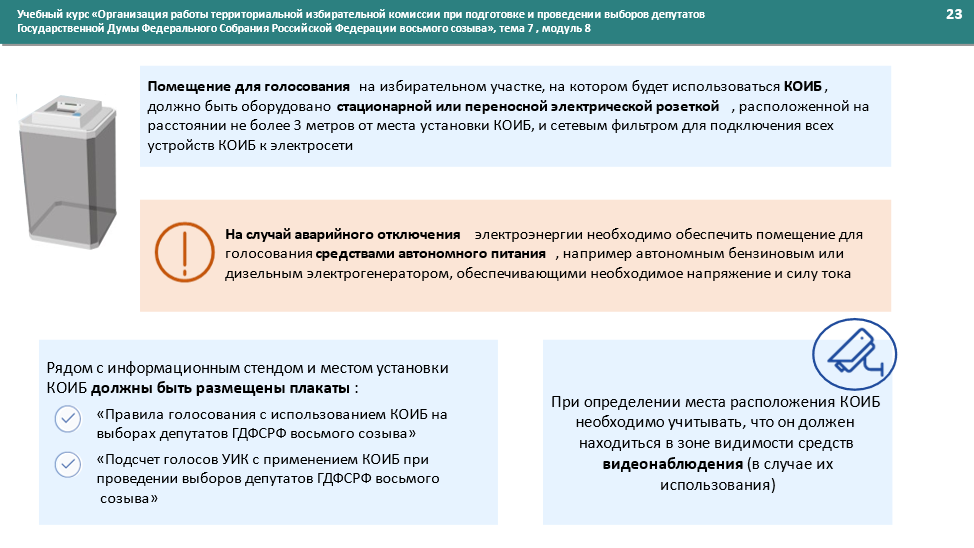 Учебный курс «Организация работы территориальной избирательной комиссии при подготовке и проведении выборов депутатов
Государственной Думы Федерального Собрания Российской Федерации восьмого созыва», тема 7 , модуль 8
23
Помещение для голосования на избирательном участке, на котором будет использоваться КОИБ ,
должно быть оборудовано стационарной или переносной электрической розеткой , расположенной на
расстоянии не более 3 метров от места установки КОИБ, и сетевым фильтром для подключения всех
устройств КОИБ к электросети
На случай аварийного отключения электроэнергии необходимо обеспечить помещение для
голосования средствами автономного питания , например автономным бензиновым или
дизельным электрогенератором, обеспечивающими необходимое напряжение и силу тока
Рядом с информационным стендом и местом установки
КОИБ должны быть размещены плакаты :
«Правила голосования с использованием КОИБ на
выборах депутатов ГДФСРФ восьмого созыва»
«Подсчет голосов УИК с применением КОИБ при
проведении выборов депутатов ГДФСРФ восьмого
созыва»
При определении места расположения КОИБ
необходимо учитывать, что он должен
находиться в зоне видимости средств
видеонаблюдения (в случае их
использования)